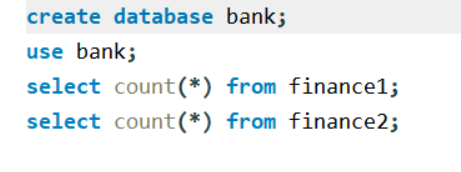 create database bank;
use bank;
select count(*) from finance1;
select count(*) from finance2;